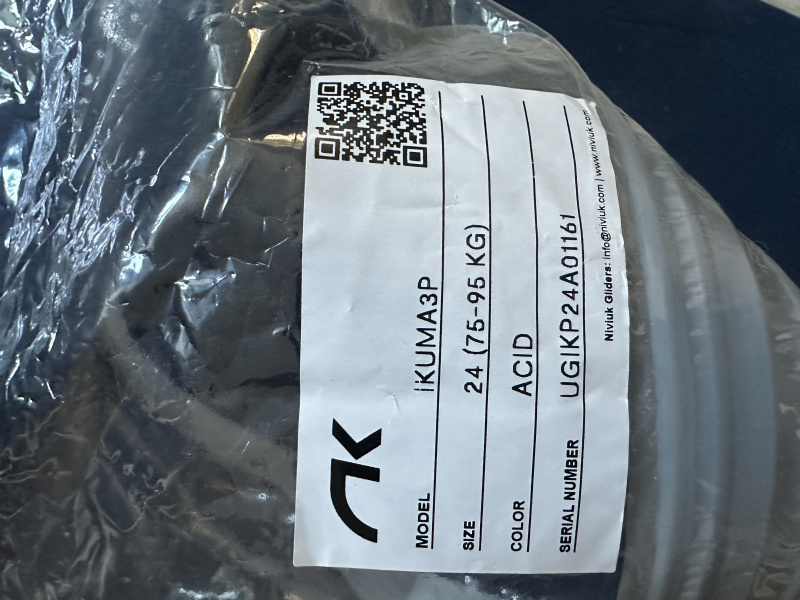 MODEL iKUMA3P
SIZE 24 (75-95 KG)
COLOR ACID
SERIAL NUMBER UGIKP24A01161
Niviuk Gliders: info@niviuk.com | www.niviuk.com